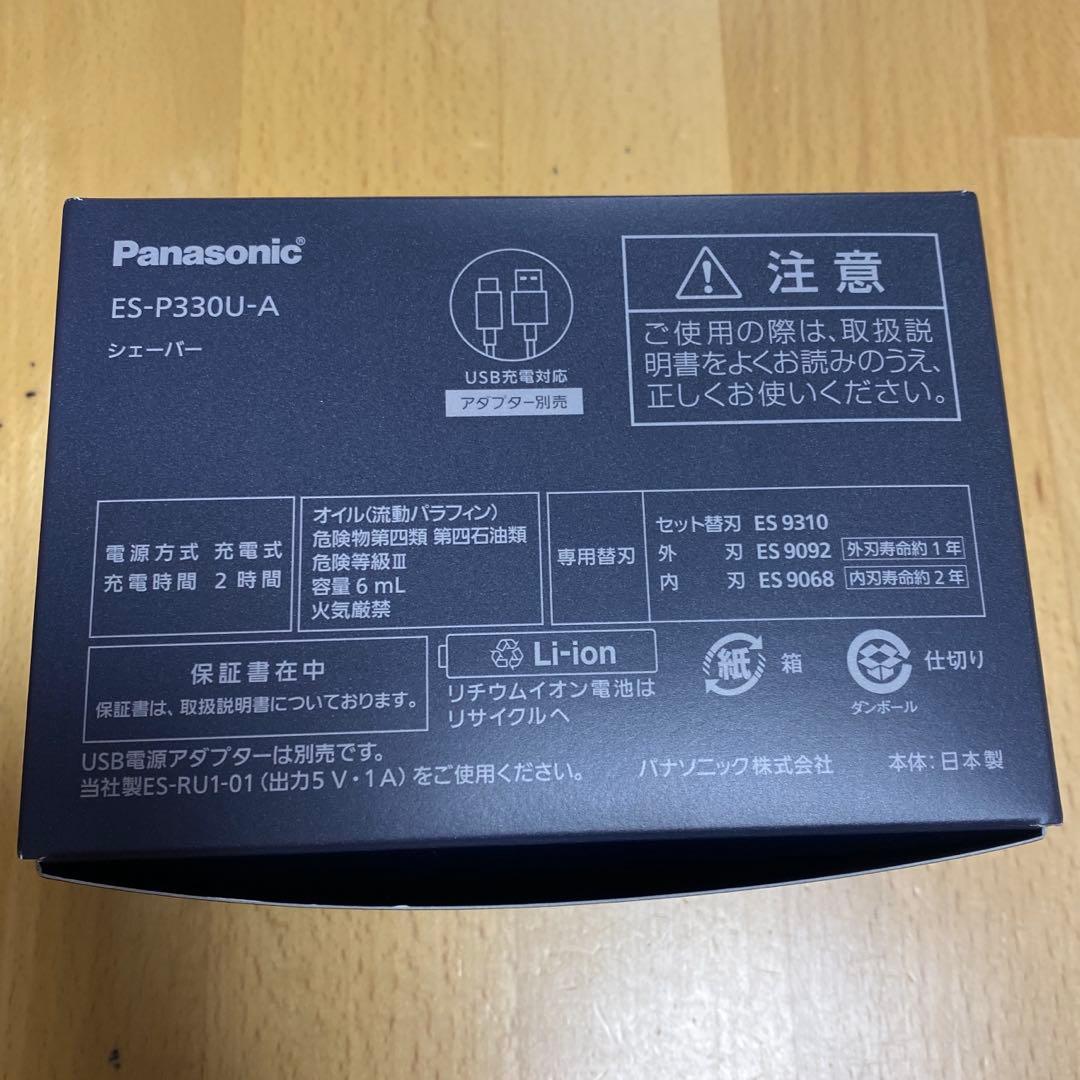 Panasonic®
ES-P330U-A
シェーバー
USB充電対応
アダプター別売
注意
ご使用の際は、取扱説
明書をよくお読みのうえ、
正しくお使いください。
電源方式 充電式
充電時間 2時間
オイル(流動パラフィン)
危険物第四類 第四石油類
危険等級Ⅲ
容量6 mL
火気厳禁
専用替刃
セット替刃 ES 9310
外 刃 ES 9092 外刃寿命約1年
内 刃 ES 9068 内刃寿命約2年
保証書在中
保証書は、取扱説明書についております。
Li-ion
リチウムイオン電池は
リサイクルへ
紙 箱
ダンボール
仕切り
USB電源アダプターは別売です。
当社製ES-RU1-01(出力5 V・1A)をご使用ください。
パナソニック株式会社 本体: 日本製